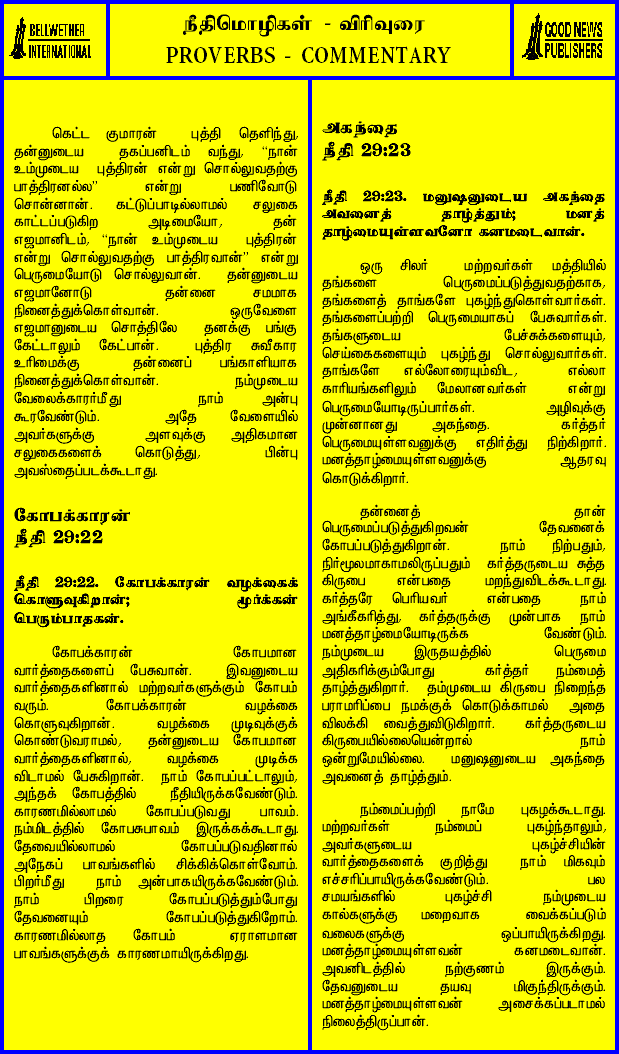 BELLWETHER
INTERNATIONAL
நீதிமொழிகள் - விரிவுரை
PROVERBS - COMMENTARY
GOOD NEWS
PUBLISHERS
கெட்ட குமாரன் புத்தி தெளிந்து,
தன்னுடைய தகப்பனிடம் வந்து, “நான்
உம்முடைய புத்திரன் என்று சொல்லுவதற்கு
பாத்திரனல்ல” என்று பணிவோடு
சொன்னான். கட்டுப்பாடில்லாமல் சலுகை
காட்டப்படுகிற அடிமையோ, தன்
எஜமானிடம், “நான் உம்முடைய புத்திரன்
என்று சொல்லுவதற்கு பாத்திரவான்” என்று
பெருமையோடு சொல்லுவான். தன்னுடைய
எஜமானோடு தன்னை சமமாக
நினைத்துக்கொள்வான். ஒருவேளை
எஜமானுடைய சொத்திலே தனக்கு பங்கு
கேட்டாலும் கேட்பான். புத்திர சுவீகார
உரிமைக்கு தன்னைப் பங்காளியாக
நினைத்துக்கொள்வான். நம்முடைய
வேலைக்காரர்மீது நாம் அன்பு
கூரவேண்டும். அதே வேளையில்
அவர்களுக்கு அளவுக்கு அதிகமான
சலுகைகளைக் கொடுத்து, பின்பு
அவஸ்தைப்படக்கூடாது.
கோபக்காரன்
நீதி 29:22
நீதி 29:22. கோபக்காரன் வழக்கைக்
கொளுவுகிறான்; மூர்க்கன்
பெரும்பாதகன்.
கோபக்காரன் கோபமான
வார்த்தைகளைப் பேசுவான். இவனுடைய
வார்த்தைகளினால் மற்றவர்களுக்கும் கோபம்
வரும். கோபக்காரன் வழக்கை
கொளுவுகிறான். வழக்கை முடிவுக்குக்
கொண்டுவராமல், தன்னுடைய கோபமான
வார்த்தைகளினால், வழக்கை முடிக்க
விடாமல் பேசுகிறான். நாம் கோபப்பட்டாலும்,
அந்தக் கோபத்தில் நீதியிருக்கவேண்டும்.
காரணமில்லாமல் கோபப்படுவது பாவம்.
நம்மிடத்தில் கோபசுபாவம் இருக்கக்கூடாது.
தேவையில்லாமல் கோபப்படுவதினால்
அநேகப் பாவங்களில் சிக்கிக்கொள்வோம்.
பிறர்மீது நாம் அன்பாகயிருக்கவேண்டும்.
நாம் பிறரை கோபப்படுத்தும்போது
தேவனையும் கோபப்படுத்துகிறோம்.
காரணமில்லாத கோபம் ஏராளமான
பாவங்களுக்குக் காரணமாயிருக்கிறது.
அகந்தை
நீதி 29:23
நீதி 29:23. மனுஷனுடைய அகந்தை
அவனைத் தாழ்த்தும்; மனத்
தாழ்மையுள்ளவனோ கனமடைவான்.
ஒரு சிலர் மற்றவர்கள் மத்தியில்
தங்களை பெருமைப்படுத்துவதற்காக,
தங்களைத் தாங்களே புகழ்ந்துகொள்வார்கள்.
தங்களைப்பற்றி பெருமையாகப் பேசுவார்கள்.
தங்களுடைய பேச்சுக்களையும்,
செய்கைகளையும் புகழ்ந்து சொல்லுவார்கள்.
தாங்களே எல்லோரையும்விட, எல்லா
காரியங்களிலும் மேலானவர்கள் என்று
பெருமையோடிருப்பார்கள். அழிவுக்கு
முன்னானது அகந்தை. கர்த்தர்
பெருமையுள்ளவனுக்கு எதிர்த்து நிற்கிறார்.
மனத்தாழ்மையுள்ளவனுக்கு ஆதரவு
கொடுக்கிறார்.
தன்னைத் தான்
பெருமைப்படுத்துகிறவன் தேவனைக்
கோபப்படுத்துகிறான். நாம் நிற்பதும்,
நிர்மூலமாகாமலிருப்பதும் கர்த்தருடைய சுத்த
கிருபை என்பதை மறந்துவிடக்கூடாது.
கர்த்தரே பெரியவர் என்பதை நாம்
அங்கீகரித்து, கர்த்தருக்கு முன்பாக நாம்
மனத்தாழ்மையோடிருக்க வேண்டும்.
நம்முடைய இருதயத்தில் பெருமை
அதிகரிக்கும்போது கர்த்தர் நம்மைத்
தாழ்த்துகிறார். தம்முடைய கிருபை நிறைந்த
பராமரிப்பை நமக்குக் கொடுக்காமல் அதை
விலக்கி வைத்துவிடுகிறார். கர்த்தருடைய
கிருபையில்லையென்றால் நாம்
ஒன்றுமேயில்லை. மனுஷனுடைய அகந்தை
அவனைத் தாழ்த்தும்.
நம்மைப்பற்றி நாமே புகழக்கூடாது.
மற்றவர்கள் நம்மைப் புகழ்ந்தாலும்,
அவர்களுடைய புகழ்ச்சியின்
வார்த்தைகளைக் குறித்து நாம் மிகவும்
எச்சரிப்பாயிருக்கவேண்டும். பல
சமயங்களில் புகழ்ச்சி நம்முடைய
கால்களுக்கு மறைவாக வைக்கப்படும்
வலைகளுக்கு ஒப்பாயிருக்கிறது.
மனத்தாழ்மையுள்ளவன் கனமடைவான்.
அவனிடத்தில் நற்குணம் இருக்கும்.
தேவனுடைய தயவு மிகுந்திருக்கும்.
மனத்தாழ்மையுள்ளவன் அசைக்கப்படாமல்
நிலைத்திருப்பான்.